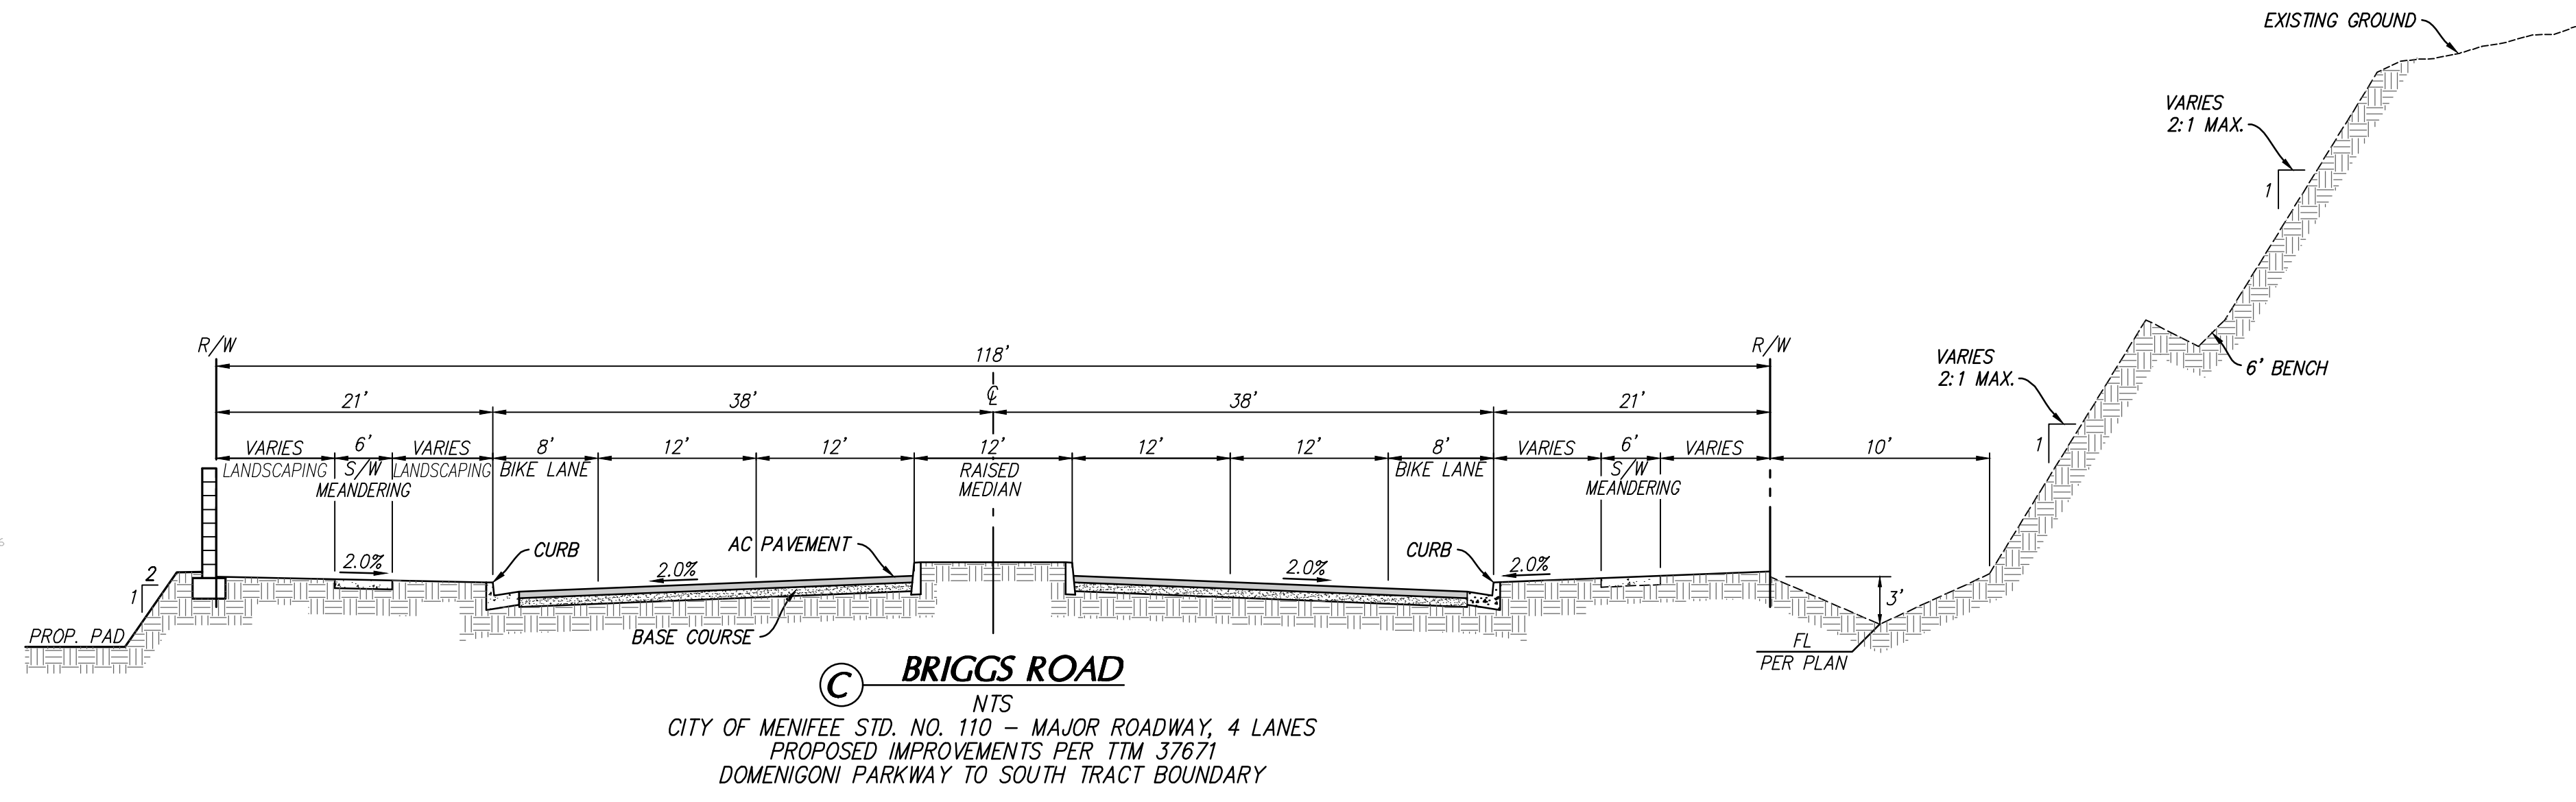 EXISTING GROUND
VARIES
2:1 MAX.
1
R/W
R/W
118'
VARIES
2:1 MAX.
6' BENCH
21'
38'
℄
38'
21'
1
VARIES
6'
VARIES
8'
12'
12'
12'
12'
12'
8'
VARIES
6'
VARIES
10'
LANDSCAPING
S/W
LANDSCAPING
BIKE LANE
RAISED
BIKE LANE
S/W
MEANDERING
MEDIAN
MEANDERING
CURB
AC PAVEMENT
CURB
2.0%
2.0%
2.0%
2.0%
2
1
3'
PROP. PAD
BASE COURSE
FL
PER PLAN
C BRIGGS ROAD
NTS
CITY OF MENIFEE STD. NO. 110 – MAJOR ROADWAY, 4 LANES
PROPOSED IMPROVEMENTS PER TTM 37671
DOMENIGONI PARKWAY TO SOUTH TRACT BOUNDARY